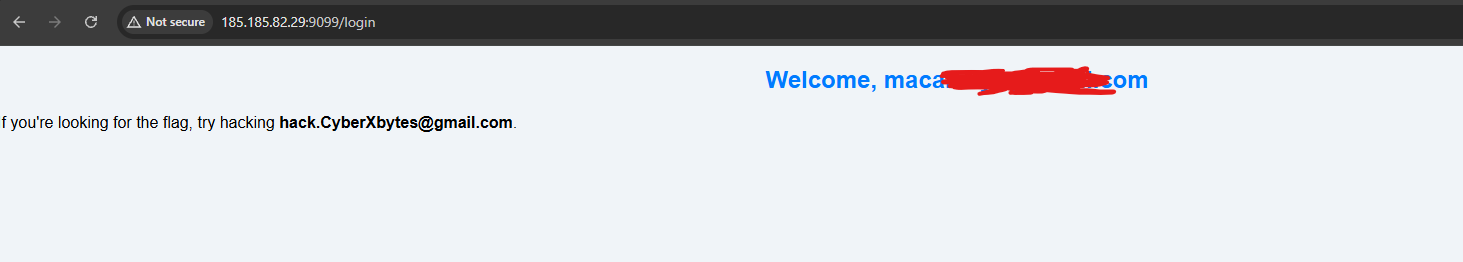 Not secure 185.185.82.29:9099/login
Welcome, maca com
f you're looking for the flag, try hacking hack.CyberXbytes@gmail.com.